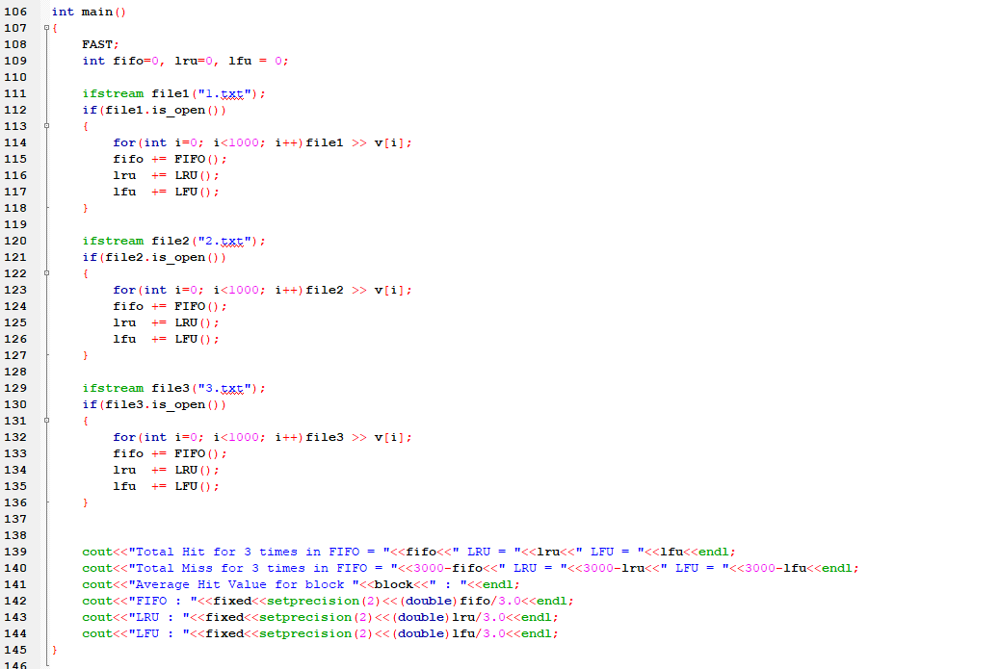 106 int main()
107 {
108     FAST;
109     int fifo=0, lru=0, lfu = 0;
110
111     ifstream file1("1.txt");
112     if(file1.is_open())
113     {
114         for(int i=0; i<1000; i++)file1 >> v[i];
115         fifo += FIFO();
116         lru  += LRU();
117         lfu  += LFU();
118     }
119
120     ifstream file2("2.txt");
121     if(file2.is_open())
122     {
123         for(int i=0; i<1000; i++)file2 >> v[i];
124         fifo += FIFO();
125         lru  += LRU();
126         lfu  += LFU();
127     }
128
129     ifstream file3("3.txt");
130     if(file3.is_open())
131     {
132         for(int i=0; i<1000; i++)file3 >> v[i];
133         fifo += FIFO();
134         lru  += LRU();
135         lfu  += LFU();
136     }
137
138
139     cout<<"Total Hit for 3 times in FIFO = "<<fifo<<" LRU = "<<lru<<" LFU = "<<lfu<<endl;
140     cout<<"Total Miss for 3 times in FIFO = "<<3000-fifo<<" LRU = "<<3000-lru<<" LFU = "<<3000-lfu<<endl;
141     cout<<"Average Hit Value for block "<<block<<" : "<<endl;
142     cout<<"FIFO : "<<fixed<<setprecision(2)<<(double)fifo/3.0<<endl;
143     cout<<"LRU : "<<fixed<<setprecision(2)<<(double)lru/3.0<<endl;
144     cout<<"LFU : "<<fixed<<setprecision(2)<<(double)lfu/3.0<<endl;
145 }
146